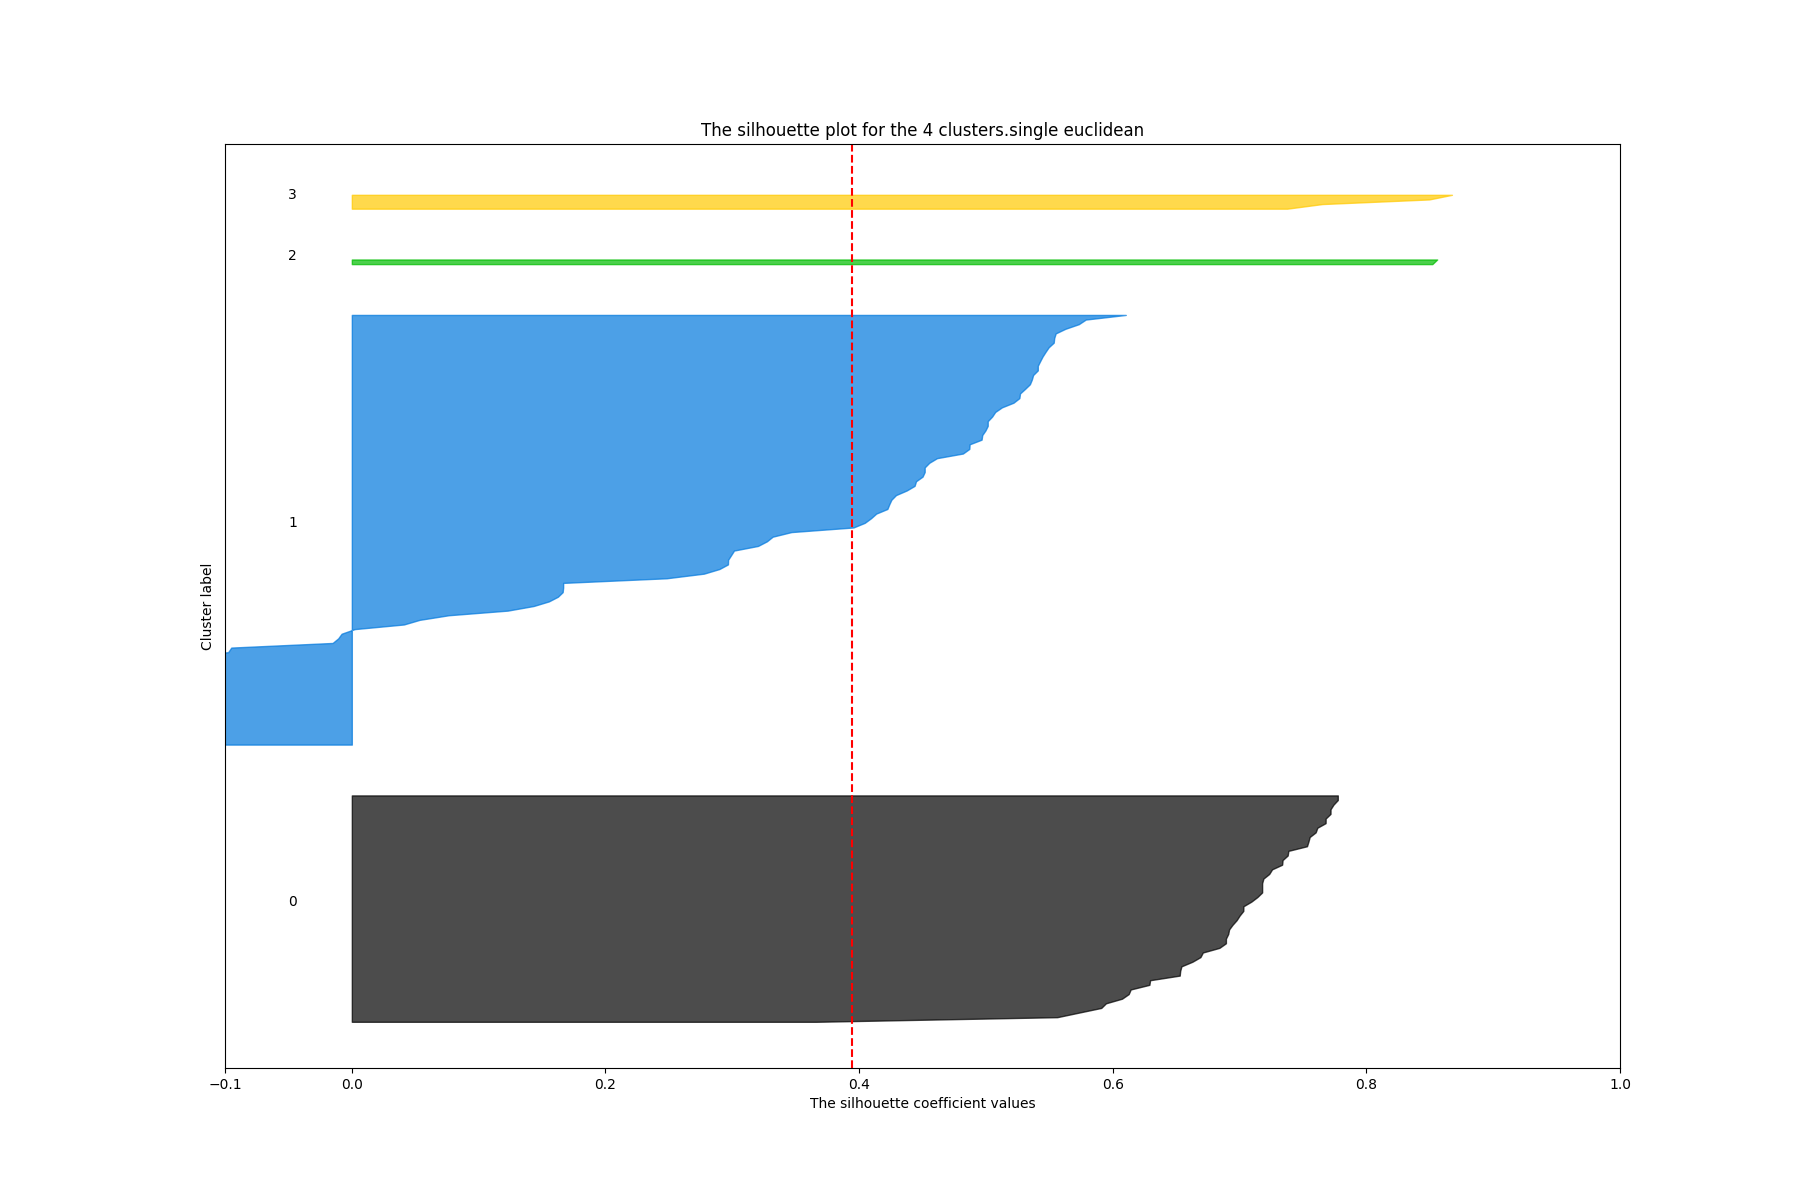 The silhouette plot for the 4 clusters.single euclidean
3
2
1
0
Cluster label
−0.1 0.0 0.2 0.4 0.6 0.8 1.0
The silhouette coefficient values